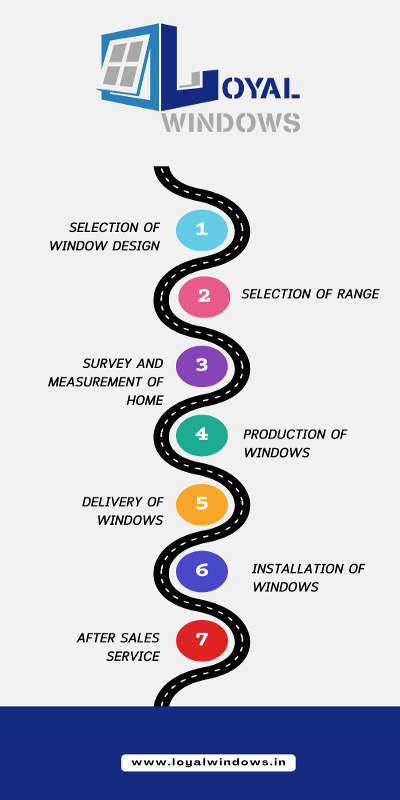 LOYAL
WINDOWS
1
SELECTION OF
WINDOW DESIGN
2
SELECTION OF RANGE
3
SURVEY AND
MEASUREMENT OF
HOME
4
PRODUCTION OF
WINDOWS
5
DELIVERY OF
WINDOWS
6
INSTALLATION OF
WINDOWS
7
AFTER SALES
SERVICE
www.loyalwindows.in